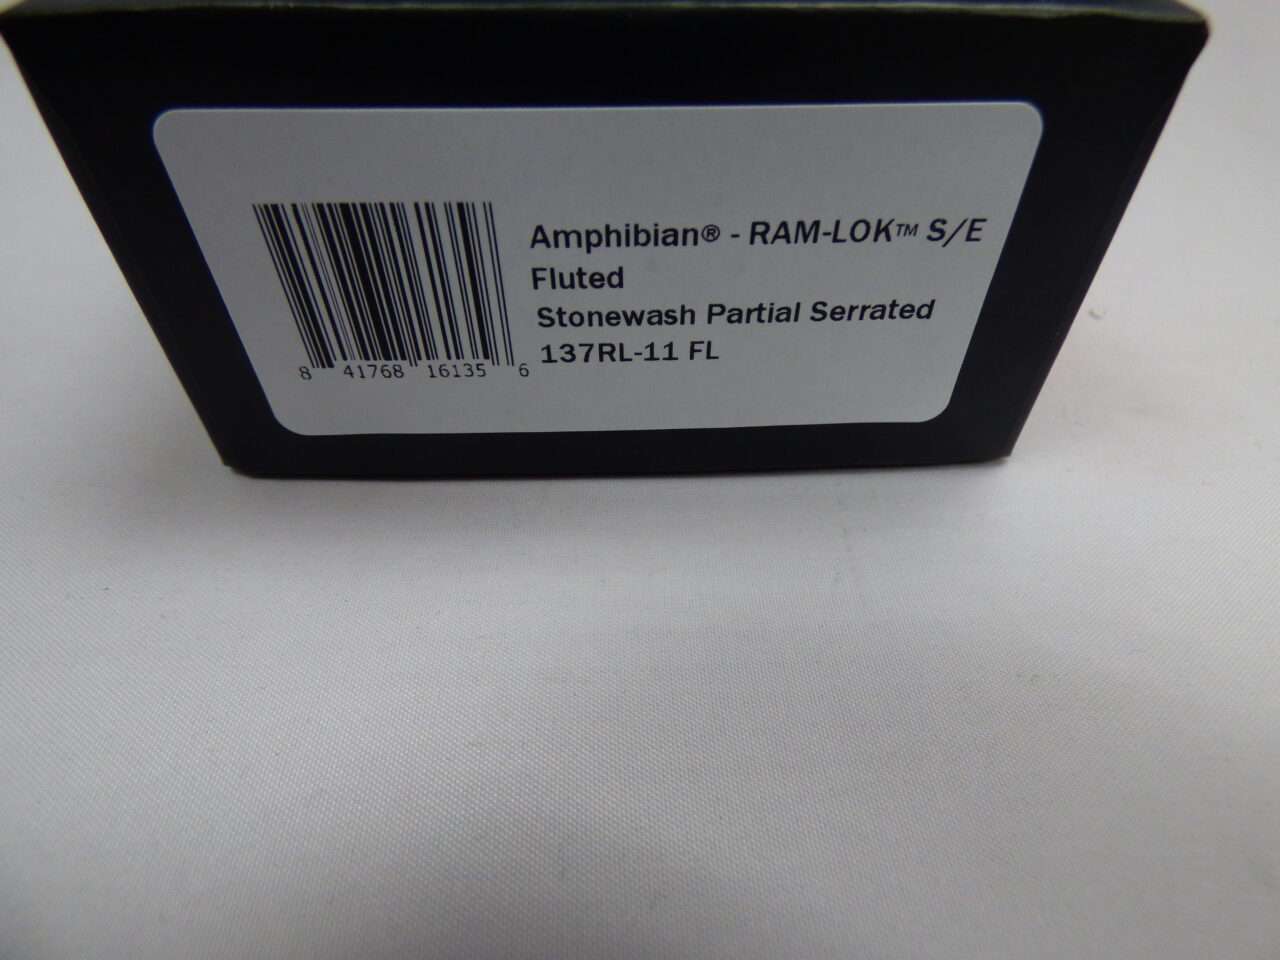 Amphibian® - RAM-LOK™ S/E
Fluted
Stonewash Partial Serrated
137RL-11 FL
8 41768 16135 6